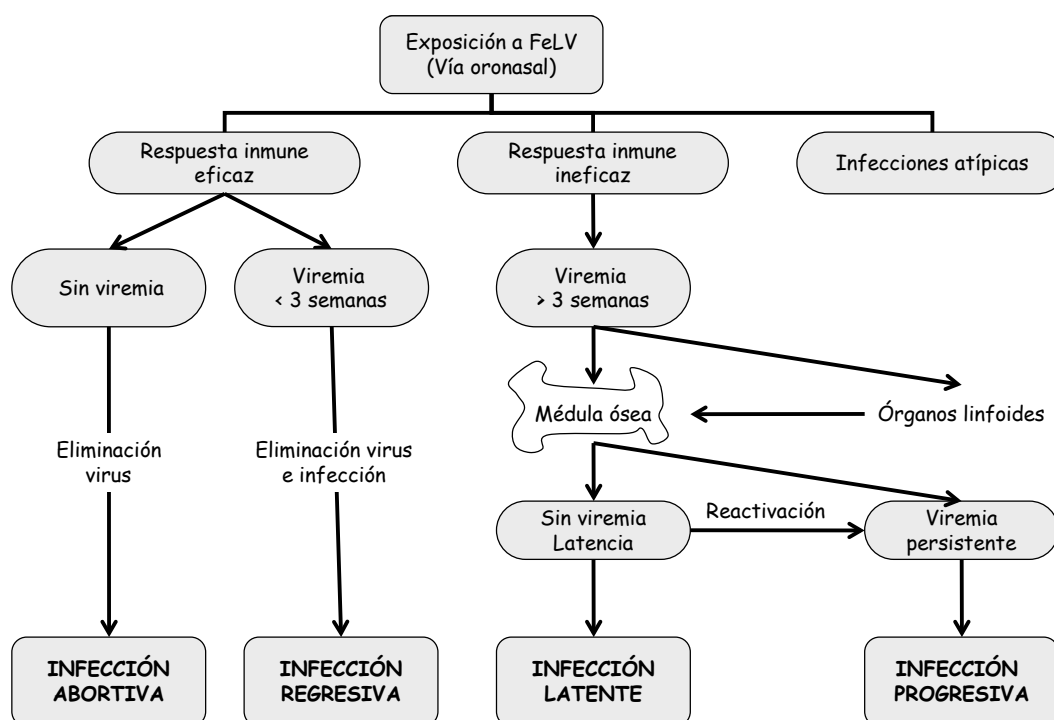 Exposición a FeLV
(Vía oronasal)
Respuesta inmune
eficaz
Respuesta inmune
ineficaz
Infecciones atípicas
Sin viremia
Viremia
< 3 semanas
Viremia
> 3 semanas
Médula ósea
Órganos linfoides
Eliminación
virus
Eliminación virus
e infección
Sin viremia
Latencia
Reactivación
Viremia
persistente
INFECCIÓN
ABORTIVA
INFECCIÓN
REGRESIVA
INFECCIÓN
LATENTE
INFECCIÓN
PROGRESIVA